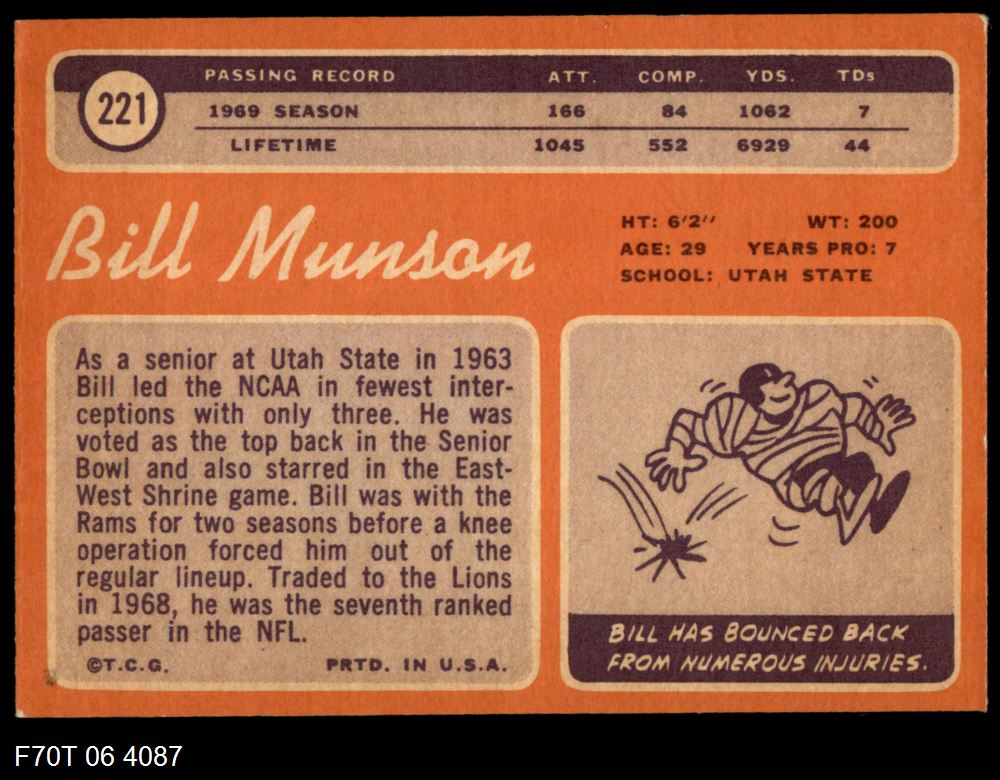 221
PASSING RECORD ATT. COMP. YDS. TDs
1969 SEASON 166 84 1062 7
LIFETIME 1045 552 6929 44
Bill Munson
HT: 6'2'' WT: 200
AGE: 29 YEARS PRO: 7
SCHOOL: UTAH STATE
As a senior at Utah State in 1963
Bill led the NCAA in fewest inter-
ceptions with only three. He was
voted as the top back in the Senior
Bowl and also starred in the East-
West Shrine game. Bill was with the
Rams for two seasons before a knee
operation forced him out of the
regular lineup. Traded to the Lions
in 1968, he was the seventh ranked
passer in the NFL.
©T.C.G. PRTD. IN U.S.A.
BILL HAS BOUNCED BACK
FROM NUMEROUS INJURIES.
F70T 06 4087